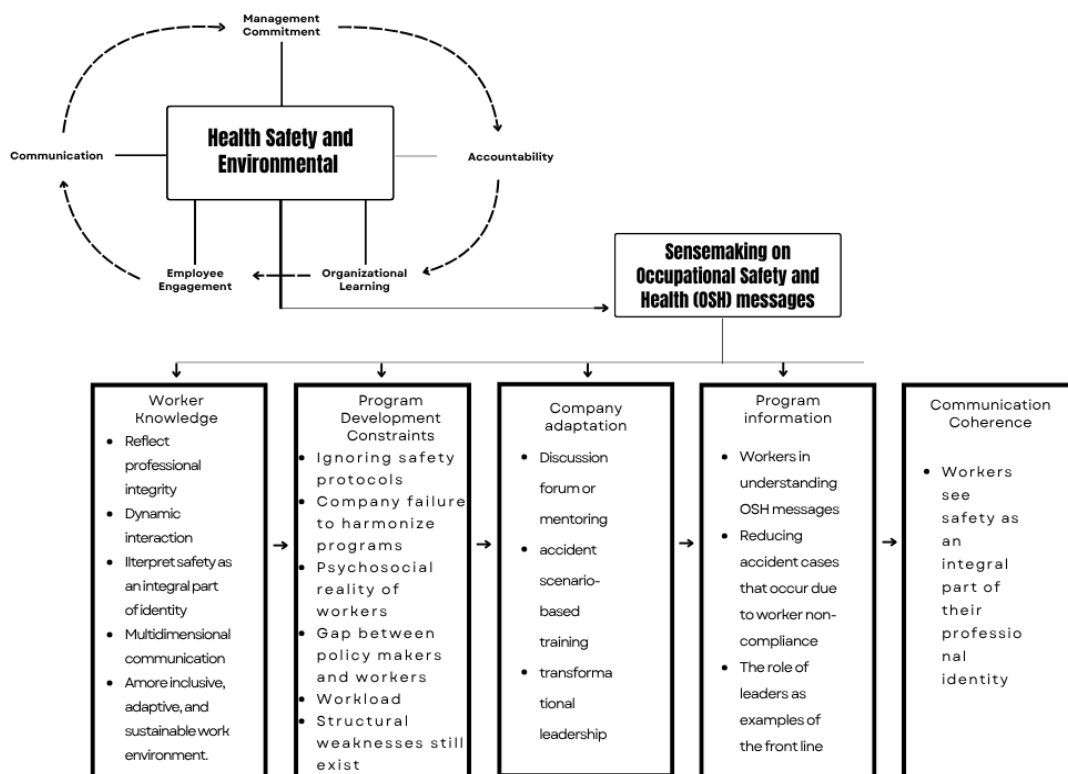 Management
Commitment
Health Safety and
Environmental
Communication
Accountability
Employee
Engagement
Organizational
Learning
Sensemaking on
Occupational Safety and
Health (OSH) messages
Worker
Knowledge
• Reflect
professional
integrity
• Dynamic
interaction
• Ilterpret safety as
an integral part
of identity
• Multidimensional
communication
• Amore inclusive,
adaptive, and
sustainable work
environment.
Program
Development
Constraints
• Ignoring safety
protocols
• Company failure
to harmonize
programs
• Psychosocial
reality of
workers
• Gap between
policy makers
and workers
• Workload
• Structural
weaknesses still
exist
Company
adaptation
• Discussion
forum or
mentoring
• accident
scenario-
based
training
• transforma
tional
leadership
Program
information
• Workers in
understanding
OSH messages
• Reducing
accident cases
that occur due
to worker non-
compliance
• The role of
leaders as
examples of
the front line
Communication
Coherence
• Workers
see
safety as
an
integral
part of
their
professio
nal
identity